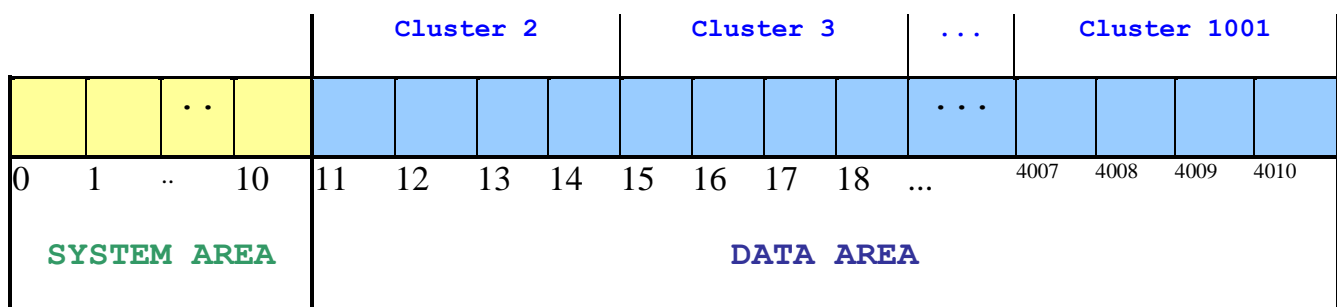 Cluster 2 Cluster 3 ... Cluster 1001
.. ...
0 1 .. 10 11 12 13 14 15 16 17 18 ... 4007 4008 4009 4010
SYSTEM AREA DATA AREA